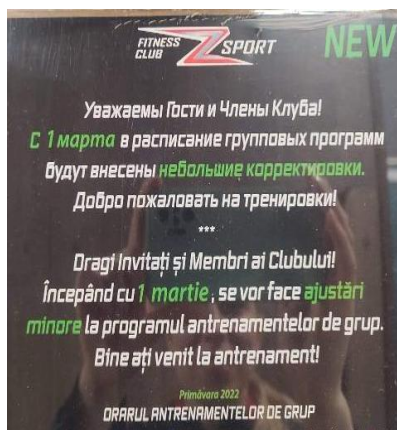 FITNESS CLUB Z SPORT
NEW
Уважаемы Гости и Члены Клуба!
С 1 марта в расписание групповых программ
будут внесены небольшие корректировки.
Добро пожаловать на тренировки!
***
Dragi Invitați și Membri ai Clubului!
Începând cu 1 martie, se vor face ajustări
minore la programul antrenamentelor de grup.
Bine ați venit la antrenament!
Primăvara 2022
ORARUL ANTRENAMENTELOR DE GRUP